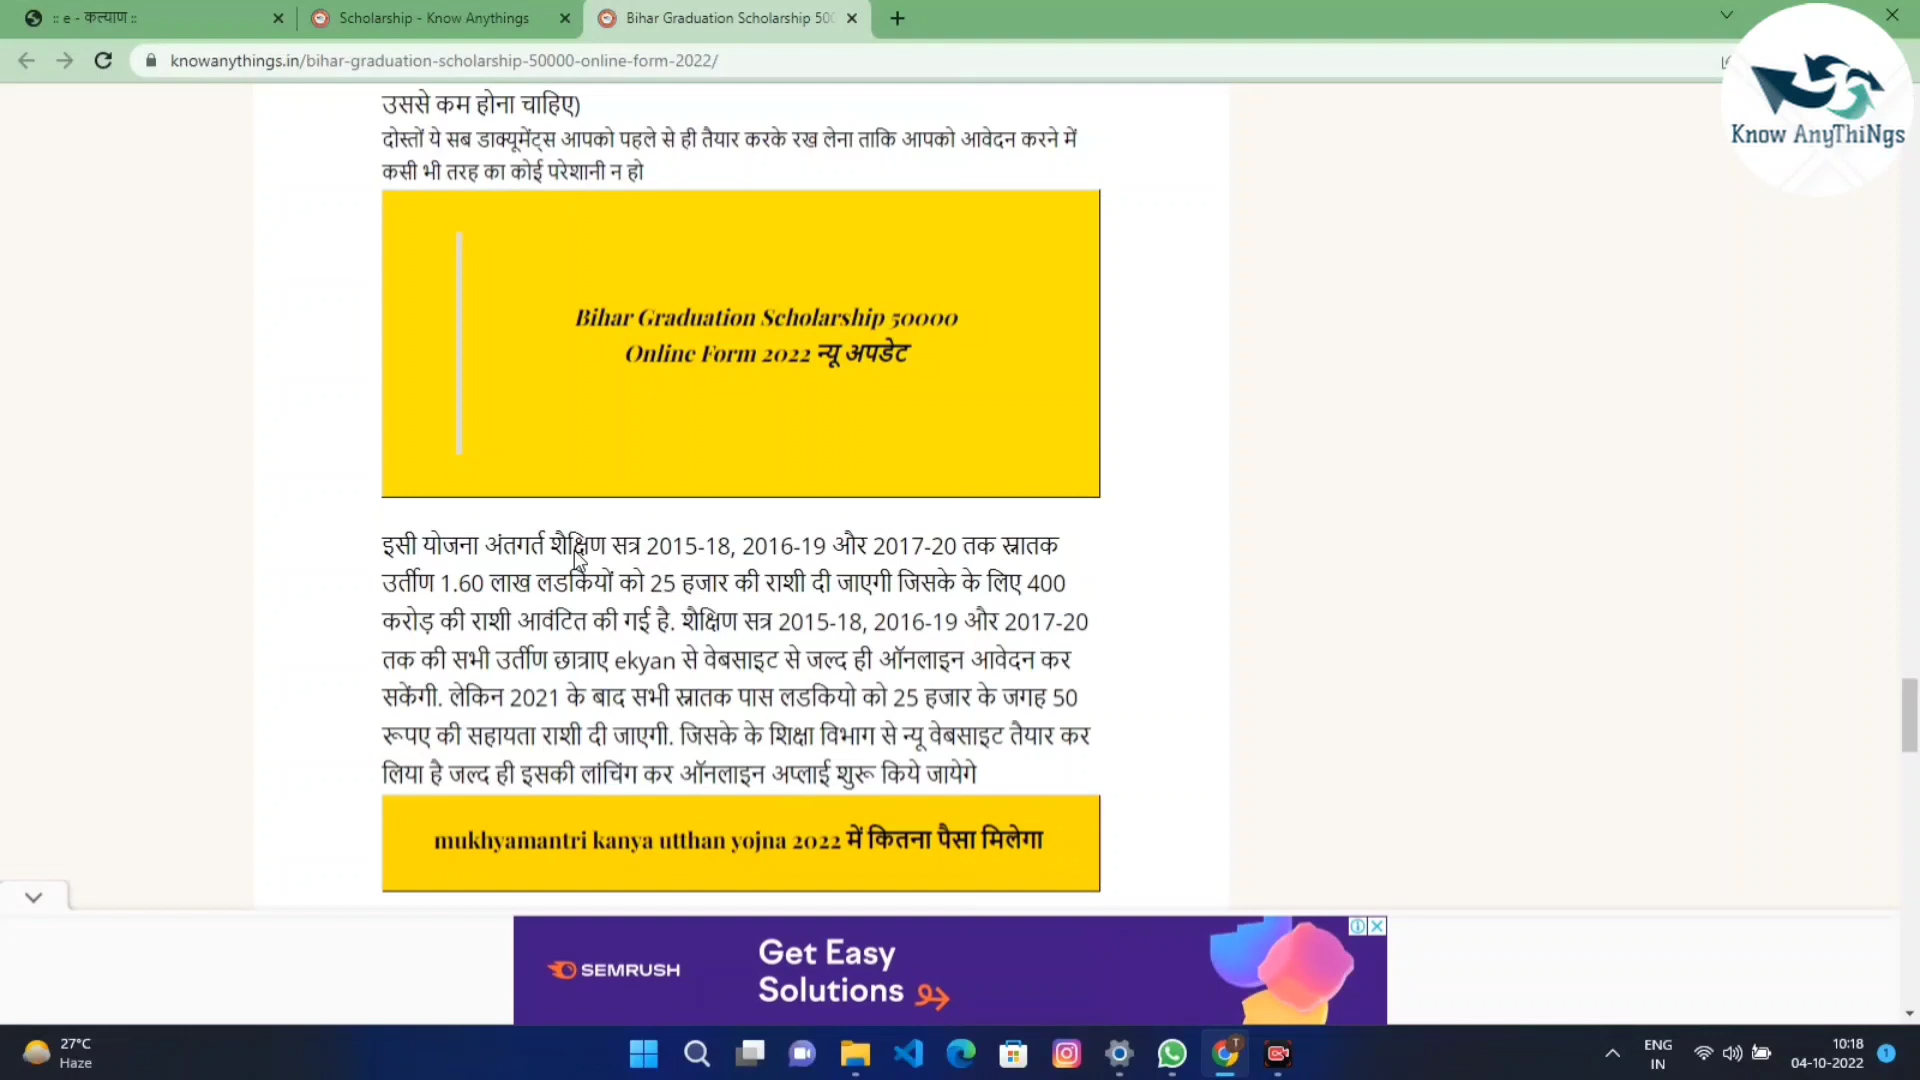 :: e - कल्याण ::
Scholarship - Know Anythings
Bihar Graduation Scholarship 500
knowanythings.in/bihar-graduation-scholarship-50000-online-form-2022/
Know AnyThiNgs
उससे कम होना चाहिए)
दोस्तों ये सब डाक्यूमेंट्स आपको पहले से ही तैयार करके रख लेना ताकि आपको आवेदन करने में
कसी भी तरह का कोई परेशानी न हो
Bihar Graduation Scholarship 50000
Online Form 2022 न्यू अपडेट
इसी योजना अंतगर्त शैक्षिण सत्र 2015-18, 2016-19 और 2017-20 तक स्नातक
उर्तीण 1.60 लाख लडकियों को 25 हजार की राशी दी जाएगी जिसके के लिए 400
करोड़ की राशी आवंटित की गई है. शैक्षिण सत्र 2015-18, 2016-19 और 2017-20
तक की सभी उर्तीण छात्राए ekyan से वेबसाइट से जल्द ही ऑनलाइन आवेदन कर
सकेंगी. लेकिन 2021 के बाद सभी स्नातक पास लडकियो को 25 हजार के जगह 50
रूपए की सहायता राशी दी जाएगी. जिसके के शिक्षा विभाग से न्यू वेबसाइट तैयार कर
लिया है जल्द ही इसकी लांचिंग कर ऑनलाइन अप्लाई शुरू किये जायेगे
mukhyamantri kanya utthan yojna 2022 में कितना पैसा मिलेगा
SEMRUSH
Get Easy
Solutions
27°C
Haze
ENG
IN
10:18
04-10-2022
1